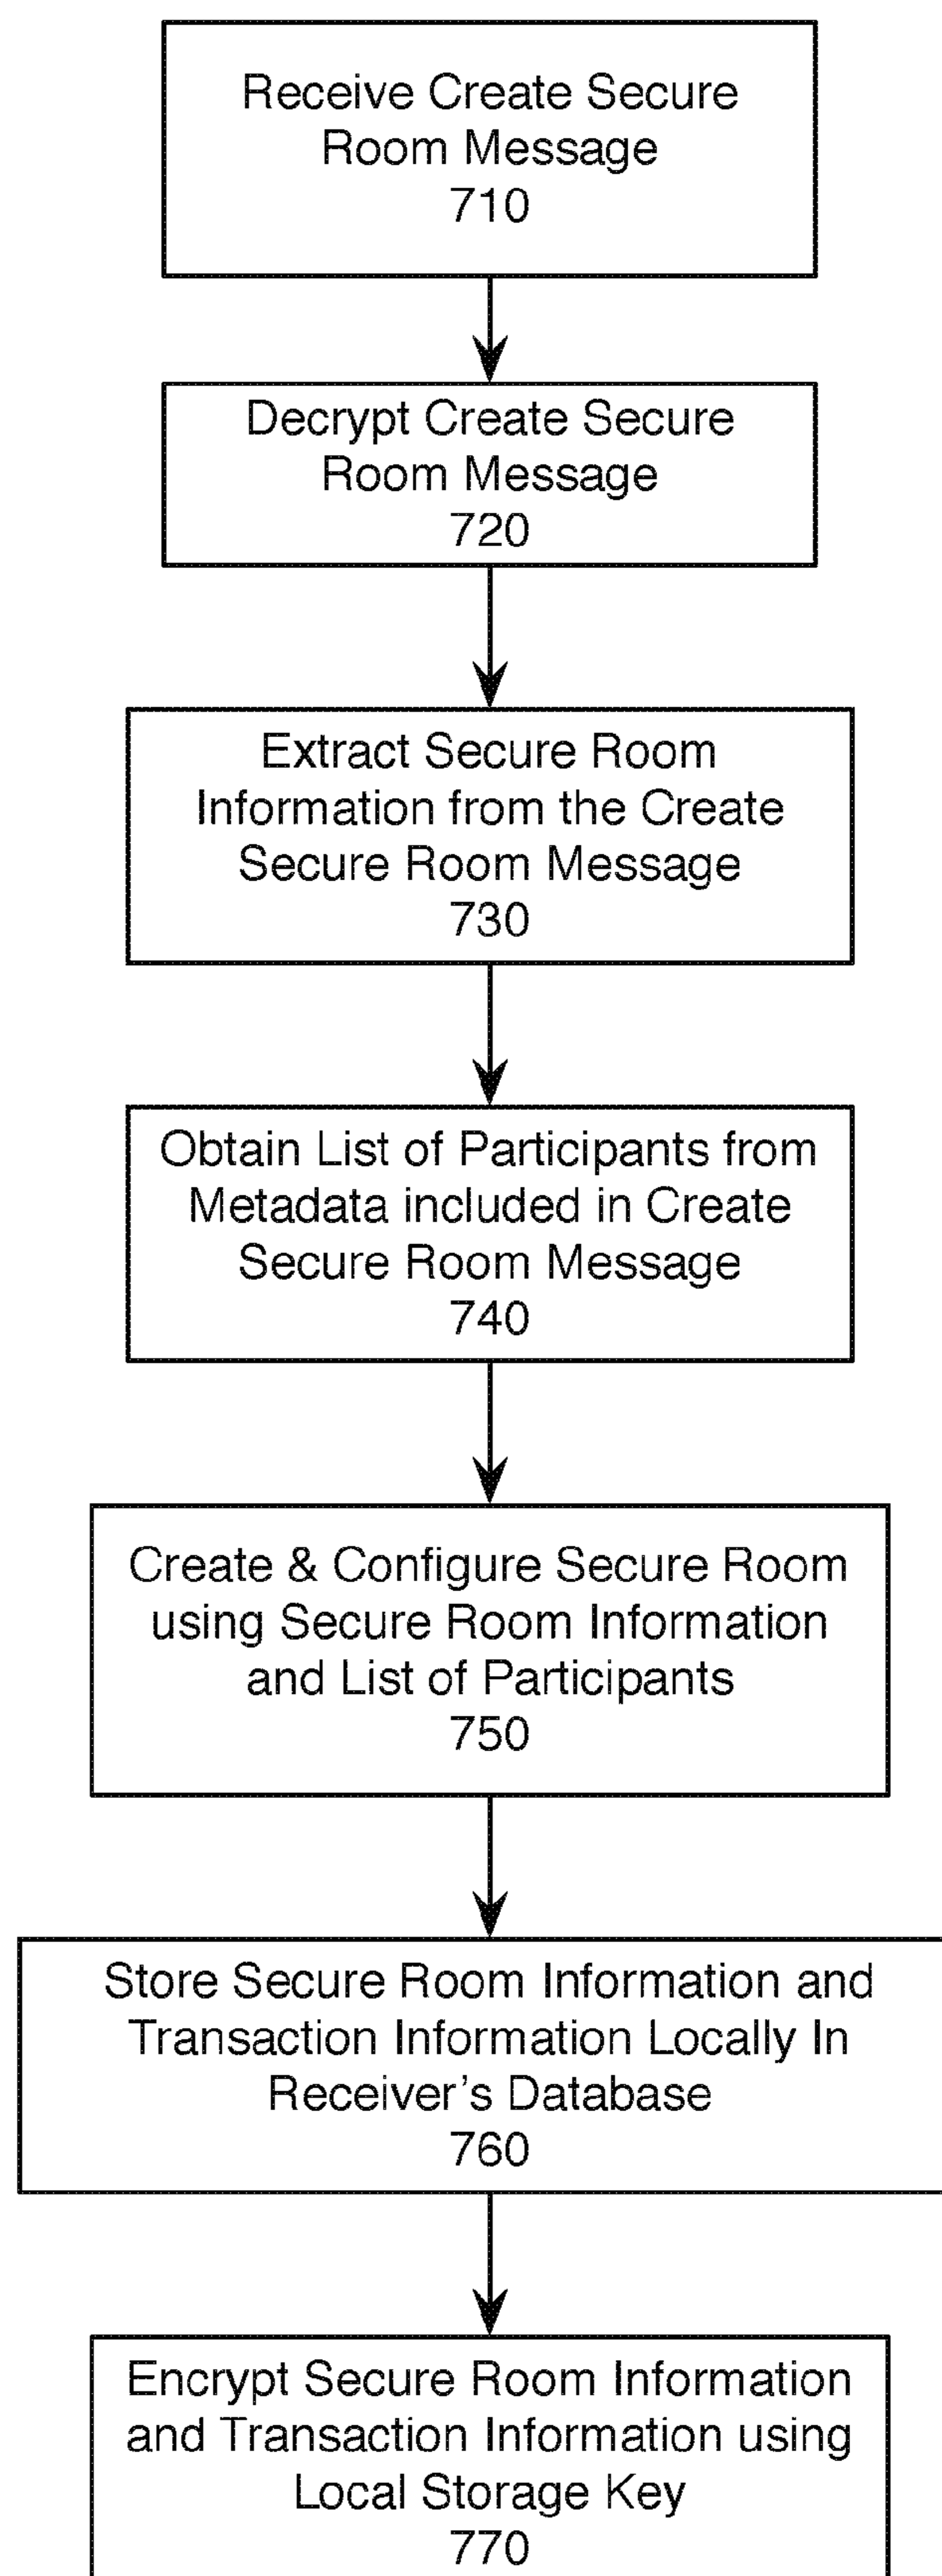 Receive Create Secure
Room Message
710
Decrypt Create Secure
Room Message
720
Extract Secure Room
Information from the Create
Secure Room Message
730
Obtain List of Participants from
Metadata included in Create
Secure Room Message
740
Create & Configure Secure Room
using Secure Room Information
and List of Participants
750
Store Secure Room Information and
Transaction Information Locally In
Receiver's Database
760
Encrypt Secure Room Information
and Transaction Information using
Local Storage Key
770